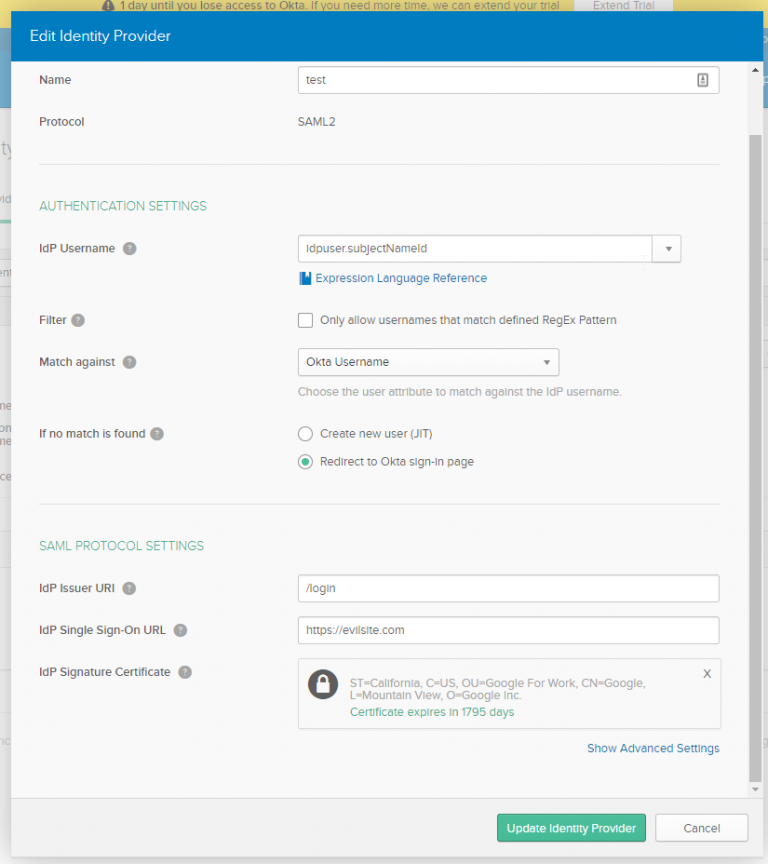 1 day until you lose access to Okta. If you need more time, we can extend your trial Extend Trial
Edit Identity Provider
Name test
Protocol SAML2
AUTHENTICATION SETTINGS
IdP Username ? idpuser.subjectNameId
Expression Language Reference
Filter ? Only allow usernames that match defined RegEx Pattern
Match against ? Okta Username
Choose the user attribute to match against the IdP username.
If no match is found ? Create new user (JIT)
Redirect to Okta sign-in page
SAML PROTOCOL SETTINGS
IdP Issuer URI ? /login
IdP Single Sign-On URL ? https://evilsite.com
IdP Signature Certificate ? ST=California, C=US, OU=Google For Work, CN=Google, X
L=Mountain View, O=Google Inc.
Certificate expires in 1795 days
Show Advanced Settings
Update Identity Provider Cancel